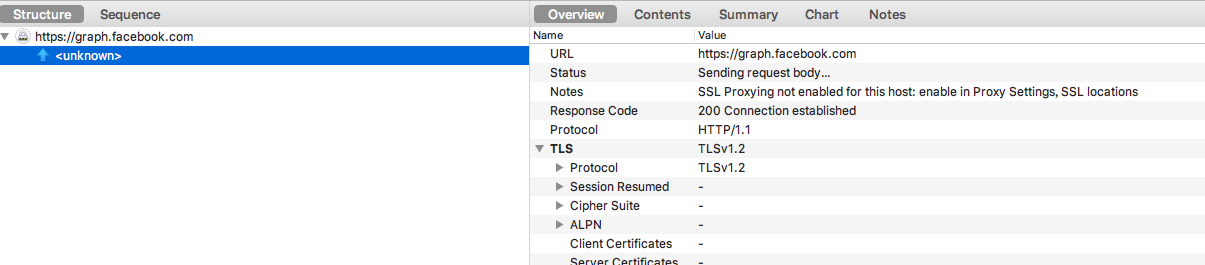 Structure Sequence
https://graph.facebook.com
<unknown>
Overview Contents Summary Chart Notes
Name Value
URL https://graph.facebook.com
Status Sending request body...
Notes SSL Proxying not enabled for this host: enable in Proxy Settings, SSL locations
Response Code 200 Connection established
Protocol HTTP/1.1
TLS TLSv1.2
Protocol TLSv1.2
Session Resumed -
Cipher Suite -
ALPN -
Client Certificates -
Server Certificates -